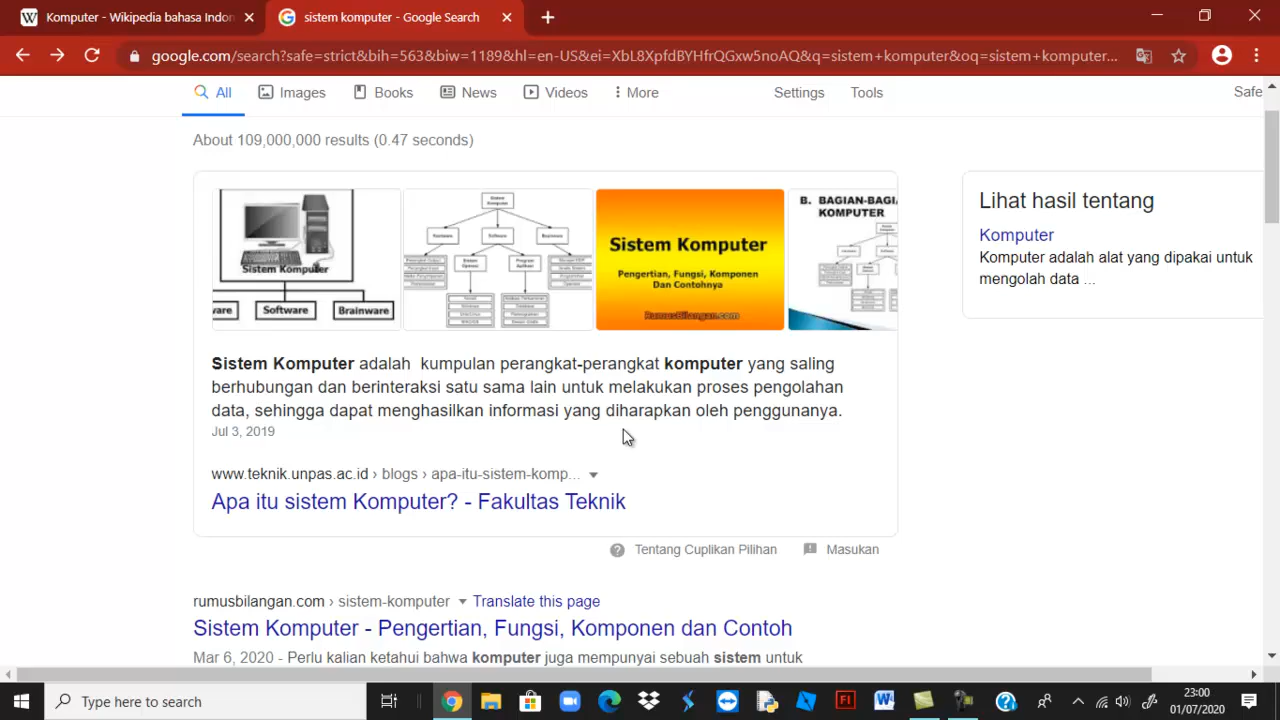 Komputer - Wikipedia bahasa Indon
sistem komputer - Google Search
google.com/search?safe=strict&bih=563&biw=1189&hl=en-US&ei=XbL8XpfdBYHfrQGxw5noAQ&q=sistem+komputer&oq=sistem+komputer...
All
Images
Books
News
Videos
More
Settings
Tools
Safe
About 109,000,000 results (0.47 seconds)
Sistem Komputer
ware
Software
Brainware
Sistem Komputer
Pengertian, Fungsi, Komponen
Dan Contohnya
RumusBilangan.com
B. BAGIAN-BAGIA
KOMPUTER
Lihat hasil tentang
Komputer
Komputer adalah alat yang dipakai untuk
mengolah data ...
Sistem Komputer adalah kumpulan perangkat-perangkat komputer yang saling
berhubungan dan berinteraksi satu sama lain untuk melakukan proses pengolahan
data, sehingga dapat menghasilkan informasi yang diharapkan oleh penggunanya.
Jul 3, 2019
www.teknik.unpas.ac.id › blogs › apa-itu-sistem-komp...
Apa itu sistem Komputer? - Fakultas Teknik
Tentang Cuplikan Pilihan
Masukan
rumusbilangan.com › sistem-komputer
Translate this page
Sistem Komputer - Pengertian, Fungsi, Komponen dan Contoh
Mar 6, 2020 - Perlu kalian ketahui bahwa komputer juga mempunyai sebuah sistem untuk
Type here to search
23:00
01/07/2020